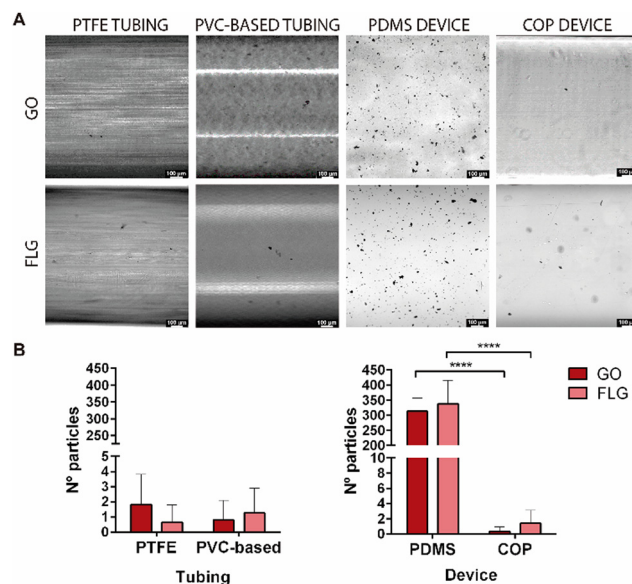 A
PTFE TUBING PVC-BASED TUBING PDMS DEVICE COP DEVICE
GO
100 µm 100 µm 100 µm 100 µm
FLG
100 µm 100 µm 100 µm 100 µm
B
Nº particles
450
400
350
300
250
6
5
4
3
2
1
0
PTFE PVC-based
Tubing
Nº particles
450
400
350
300
250
200
10
8
6
4
2
0
****
****
PDMS COP
Device
GO
FLG